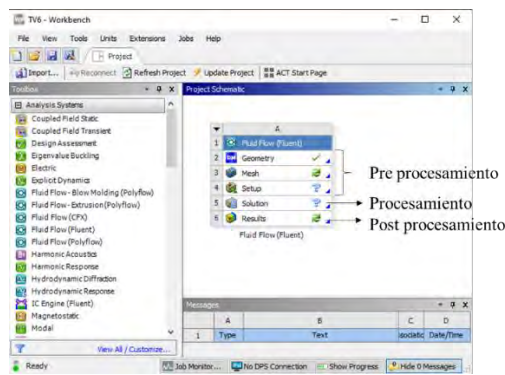 TV6 - Workbench
File View Tools Units Extensions Jobs Help
Project
Import... Reconnect Refresh Project Update Project ACT Start Page
Toolbox
Project Schematic
Analysis Systems
Coupled Field Static
Coupled Field Transient
Design Assessment
Eigenvalue Buckling
Electric
Explicit Dynamics
Fluid Flow - Blow Molding (Polyflow)
Fluid Flow - Extrusion (Polyflow)
Fluid Flow (CFX)
Fluid Flow (Fluent)
Fluid Flow (Polyflow)
Harmonic Acoustics
Harmonic Response
Hydrodynamic Diffraction
Hydrodynamic Response
IC Engine (Fluent)
Magnetostatic
Modal
View All / Customize...
A
1 Fluid Flow (Fluent)
2 Geometry
3 Mesh
4 Setup
5 Solution
6 Results
Fluid Flow (Fluent)
Pre procesamiento
Procesamiento
Post procesamiento
Messages
A B C D
1 Type Text Associatic Date/Time
Ready
Job Monitor... No DPS Connection Show Progress Hide 0 Messages